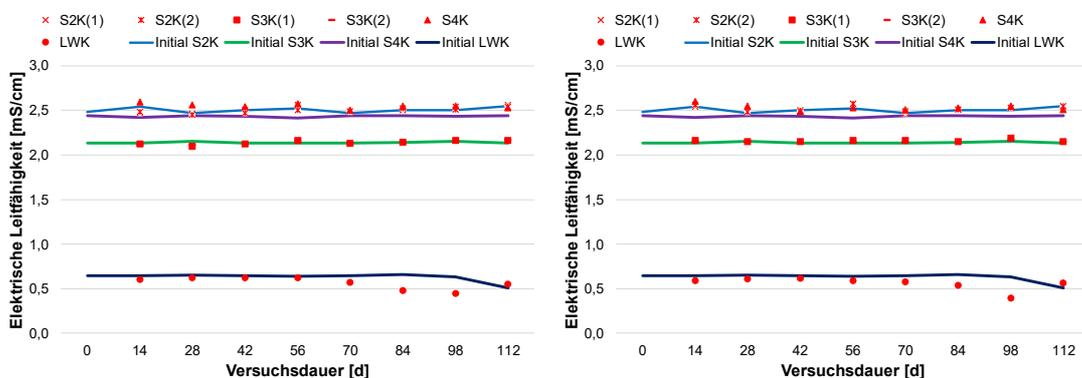 S2K(1) S2K(2) S3K(1) S3K(2) S4K
LWK Initial S2K Initial S3K Initial S4K Initial LWK
3,0
2,5
2,0
1,5
1,0
0,5
0,0
Elektrische Leitfähigkeit [mS/cm]
0 14 28 42 56 70 84 98 112
Versuchsdauer [d]
S2K(1) S2K(2) S3K(1) S3K(2) S4K
LWK Initial S2K Initial S3K Initial S4K Initial LWK
3,0
2,5
2,0
1,5
1,0
0,5
0,0
Elektrische Leitfähigkeit [mS/cm]
0 14 28 42 56 70 84 98 112
Versuchsdauer [d]